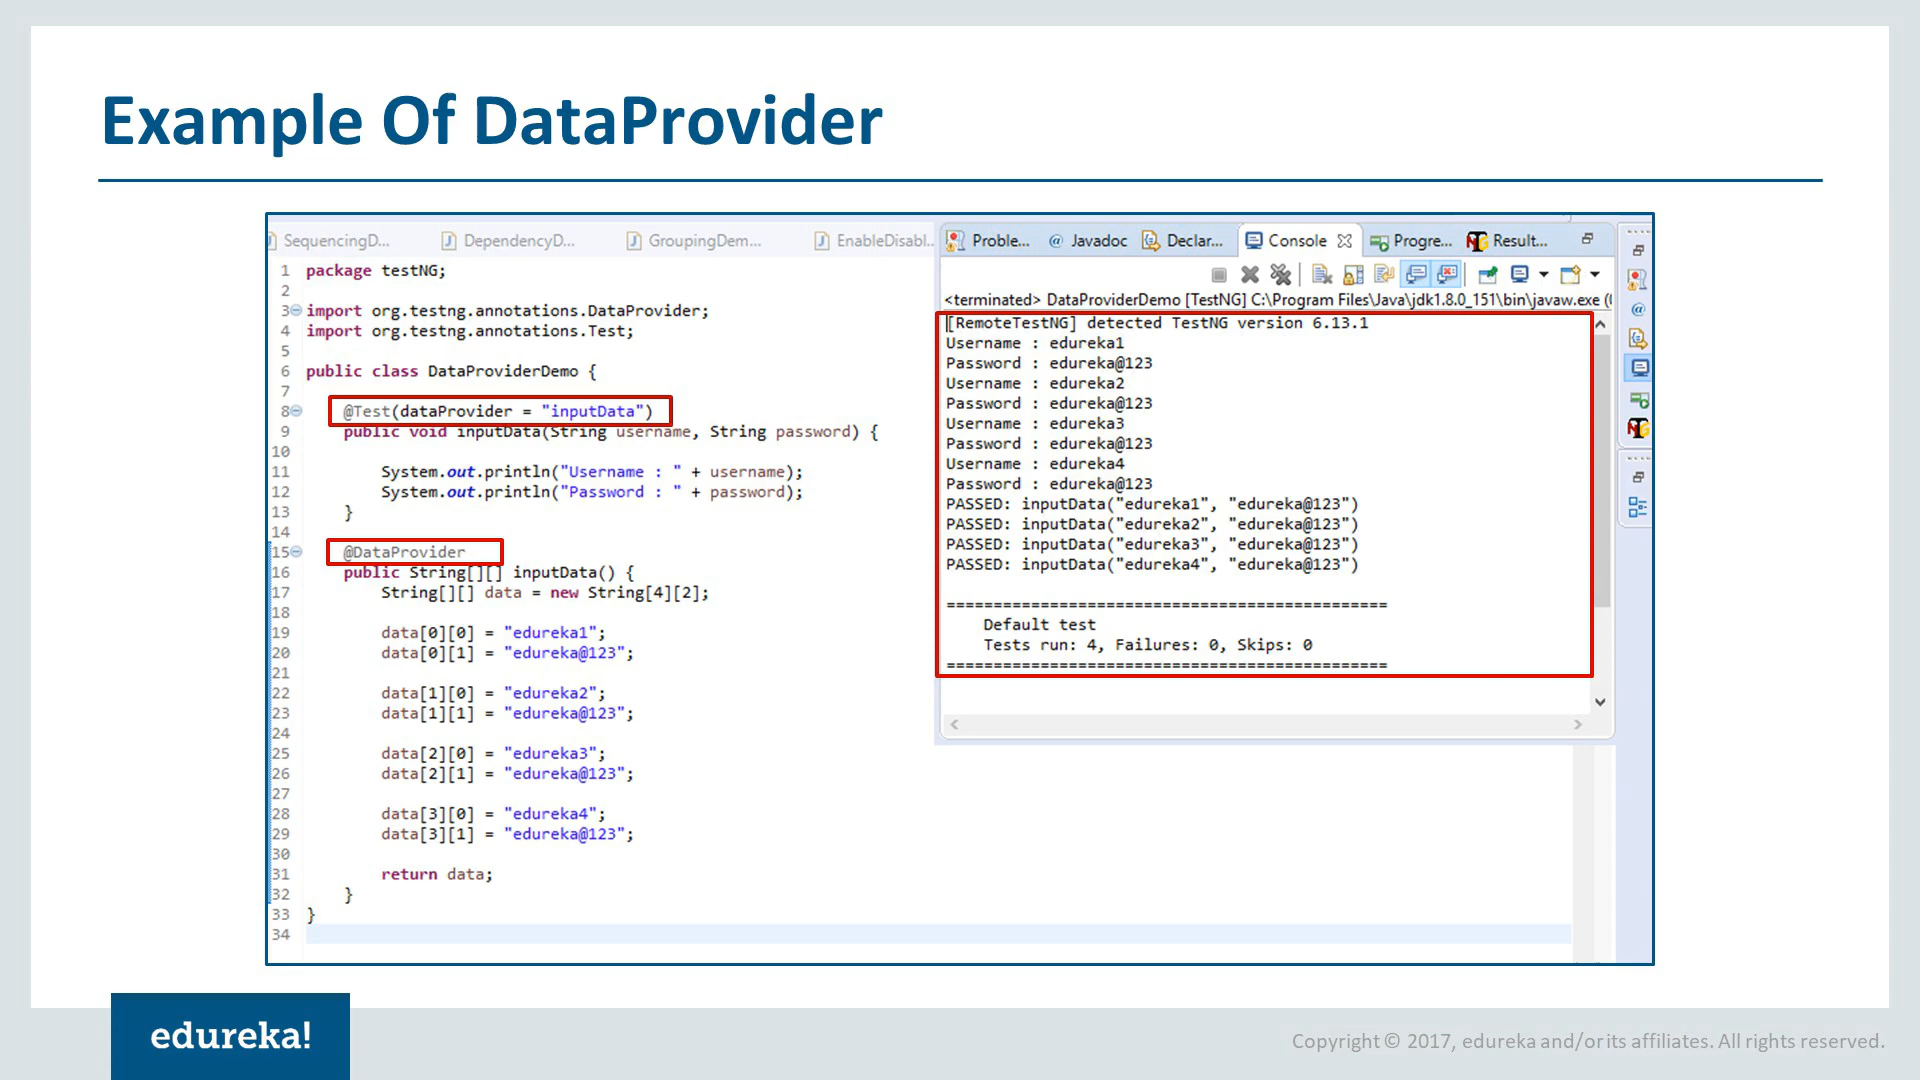 Example Of DataProvider
SequencingD...
DependencyD...
GroupingDem...
EnableDisabl...
1 package testNG;
2
3 import org.testng.annotations.DataProvider;
4 import org.testng.annotations.Test;
5
6 public class DataProviderDemo {
7
8 @Test(dataProvider = "inputData")
9 public void inputData(String username, String password) {
10
11 System.out.println("Username : " + username);
12 System.out.println("Password : " + password);
13 }
14
15 @DataProvider
16 public String[][] inputData() {
17 String[][] data = new String[4][2];
18
19 data[0][0] = "edureka1";
20 data[0][1] = "edureka@123";
21
22 data[1][0] = "edureka2";
23 data[1][1] = "edureka@123";
24
25 data[2][0] = "edureka3";
26 data[2][1] = "edureka@123";
27
28 data[3][0] = "edureka4";
29 data[3][1] = "edureka@123";
30
31 return data;
32 }
33 }
34
Proble... @ Javadoc Declar... Console Progre... Result...
<terminated> DataProviderDemo [TestNG] C:\Program Files\Java\jdk1.8.0_151\bin\javaw.exe
[RemoteTestNG] detected TestNG version 6.13.1
Username : edureka1
Password : edureka@123
Username : edureka2
Password : edureka@123
Username : edureka3
Password : edureka@123
Username : edureka4
Password : edureka@123
PASSED: inputData("edureka1", "edureka@123")
PASSED: inputData("edureka2", "edureka@123")
PASSED: inputData("edureka3", "edureka@123")
PASSED: inputData("edureka4", "edureka@123")
===============================================
Default test
Tests run: 4, Failures: 0, Skips: 0
===============================================
edureka!
Copyright © 2017, edureka and/or its affiliates. All rights reserved.